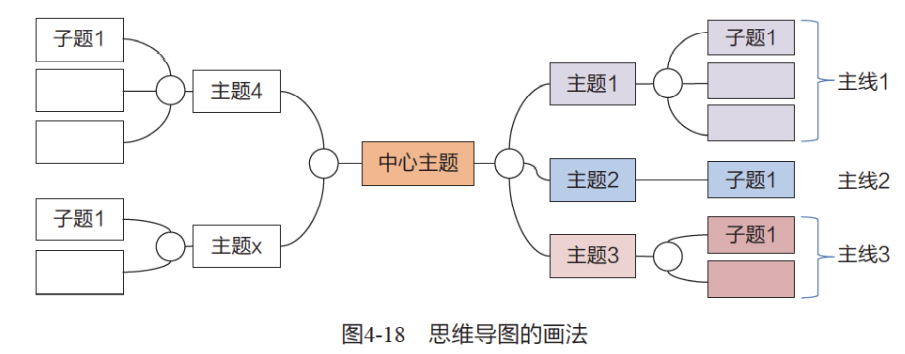 子题1
主题4
子题1
主题x
中心主题
主题1
子题1
主线1
主题2
子题1
主线2
主题3
子题1
主线3
图4-18 思维导图的画法